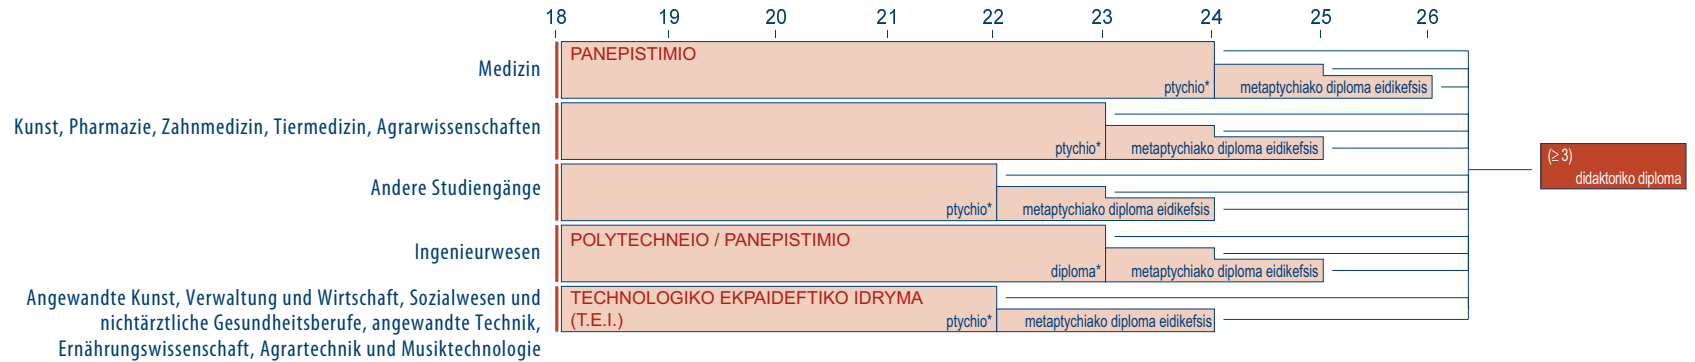 18 19 20 21 22 23 24 25 26
Medizin
PANEPISTIMIO
ptychio*
metaptychiako diploma eidikefsis
Kunst, Pharmazie, Zahnmedizin, Tiermedizin, Agrarwissenschaften
ptychio*
metaptychiako diploma eidikefsis
(≥ 3)
didaktoriko diploma
Andere Studiengänge
ptychio*
metaptychiako diploma eidikefsis
Ingenieurwesen
POLYTECHNEIO / PANEPISTIMIO
diploma*
metaptychiako diploma eidikefsis
Angewandte Kunst, Verwaltung und Wirtschaft, Sozialwesen und
nichtärztliche Gesundheitsberufe, angewandte Technik,
Ernährungswissenschaft, Agrartechnik und Musiktechnologie
TECHNOLOGIKO EKPAIDEFTIKO IDRYMA
(T.E.I.)
ptychio*
metaptychiako diploma eidikefsis